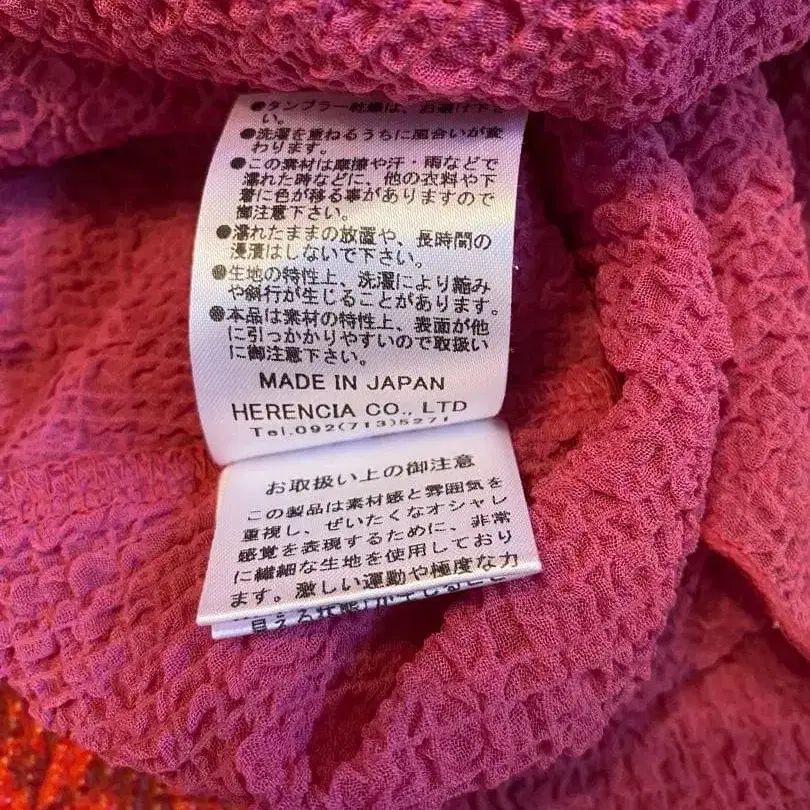 ●タンブラー乾燥は、お避け下さ
い。
●洗濯を重ねるうちに風合いが変
わります。
●この素材は摩擦や汗・雨などで
濡れた時などに、他の衣料や下
着に色が移る事がありますので
御注意下さい。
●濡れたままの放置や、長時間の
浸漬はしないで下さい。
●生地の特性上、洗濯により縮み
や斜行が生じることがあります。
●本品は素材の特性上、表面が他
に引っかかりやすいので取扱い
に御注意下さい。
MADE IN JAPAN
HERENCIA CO., LTD
Tel.092(713)5271
お取扱い上の御注意
この製品は素材感と雰囲気を
重視し、ぜいたくなオシャレ
感覚を表現するために、非常
に繊細な生地を使用しており
ます。激しい運動や極度な力